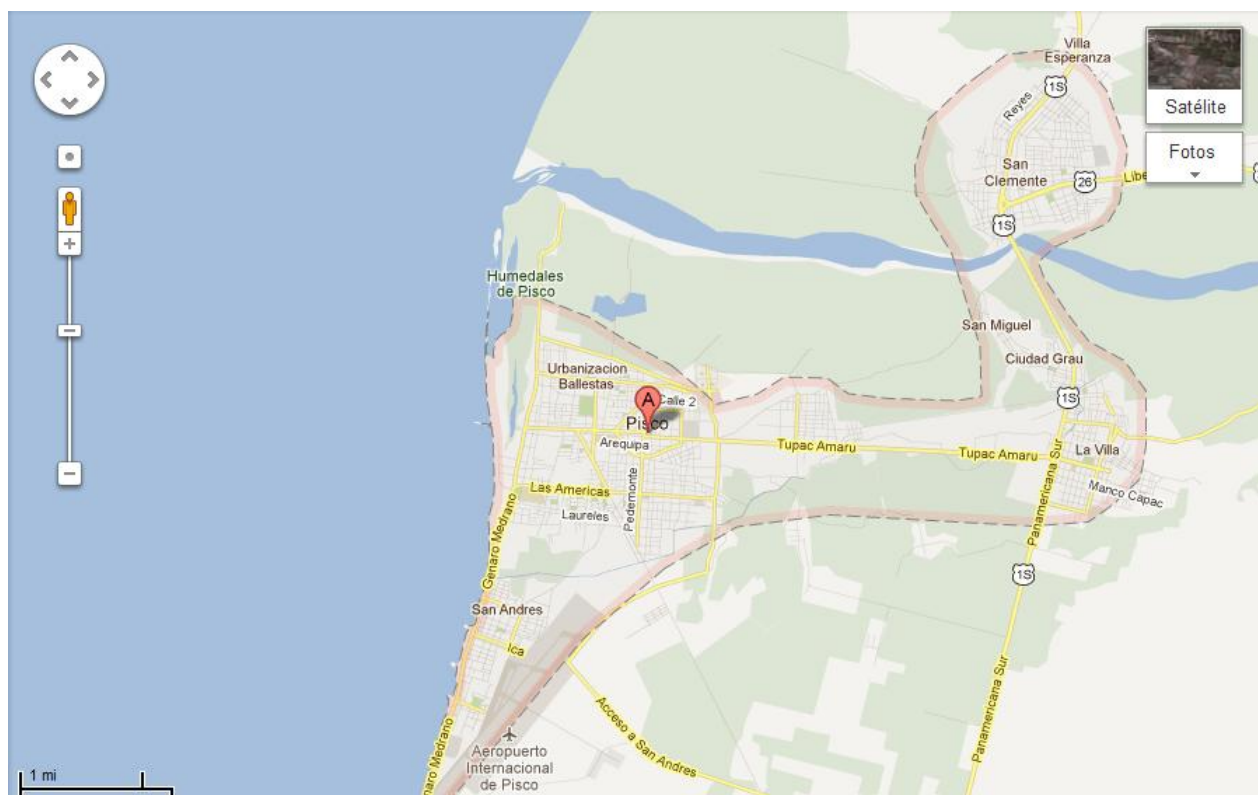 Villa
Esperanza
1S
Satélite
Reyes
Fotos
San
Clemente
26
1S
Humedales
de Pisco
San Miguel
Ciudad Grau
Urbanizacion
Ballestas
A
Calle 2
1S
Pisco
Arequipa
Tupac Amaru
Tupac Amaru
La Villa
Las Americas
Manco Capac
Laureles
Pedemonte
Panamericana Sur
Genaro Medrano
1S
San Andres
Ica
Acceso a San Andres
Panamericana Sur
Genaro Medrano
Aeropuerto
Internacional
de Pisco
1 mi